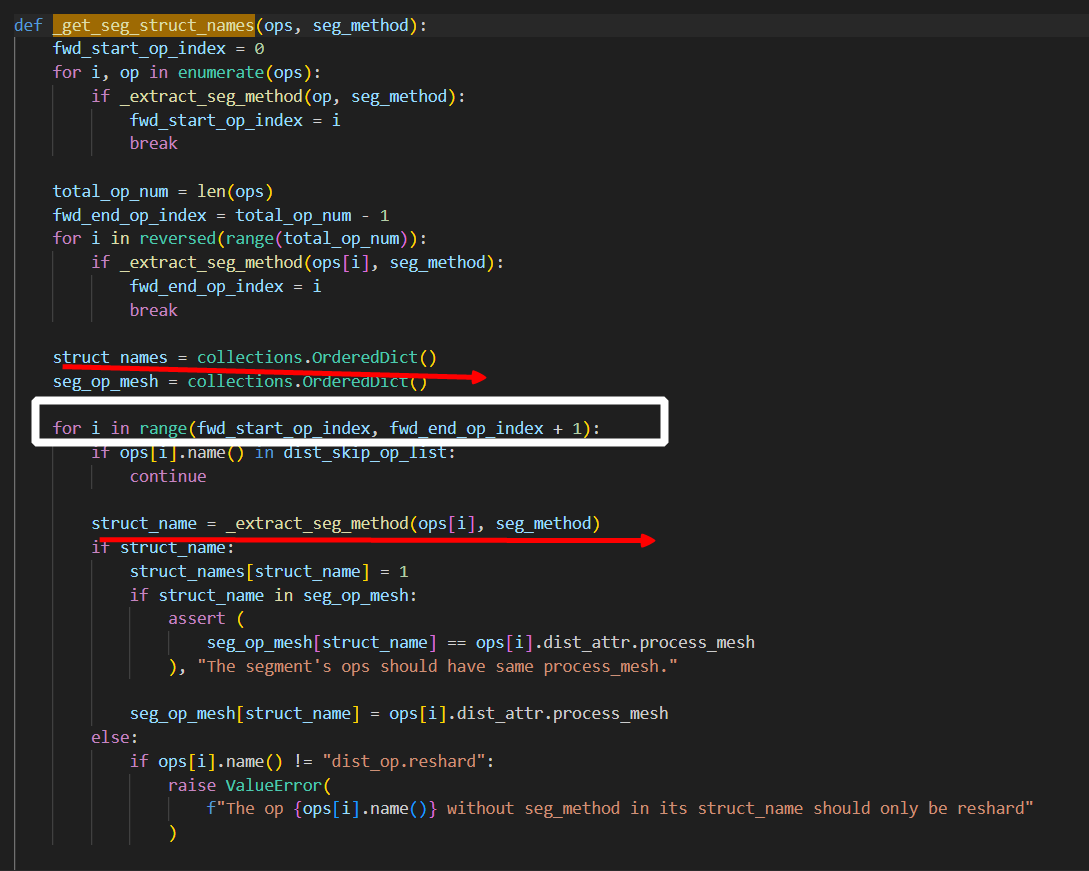 def _get_seg_struct_names(ops, seg_method):
    fwd_start_op_index = 0
    for i, op in enumerate(ops):
        if _extract_seg_method(op, seg_method):
            fwd_start_op_index = i
            break

    total_op_num = len(ops)
    fwd_end_op_index = total_op_num - 1
    for i in reversed(range(total_op_num)):
        if _extract_seg_method(ops[i], seg_method):
            fwd_end_op_index = i
            break

    struct_names = collections.OrderedDict()
    seg_op_mesh = collections.OrderedDict()

    for i in range(fwd_start_op_index, fwd_end_op_index + 1):
        if ops[i].name() in dist_skip_op_list:
            continue

        struct_name = _extract_seg_method(ops[i], seg_method)
        if struct_name:
            struct_names[struct_name] = 1
            if struct_name in seg_op_mesh:
                assert (
                    seg_op_mesh[struct_name] == ops[i].dist_attr.process_mesh
                ), "The segment's ops should have same process_mesh."

            seg_op_mesh[struct_name] = ops[i].dist_attr.process_mesh
        else:
            if ops[i].name() != "dist_op.reshard":
                raise ValueError(
                    f"The op {ops[i].name()} without seg_method in its struct_name should only be reshard"
                )